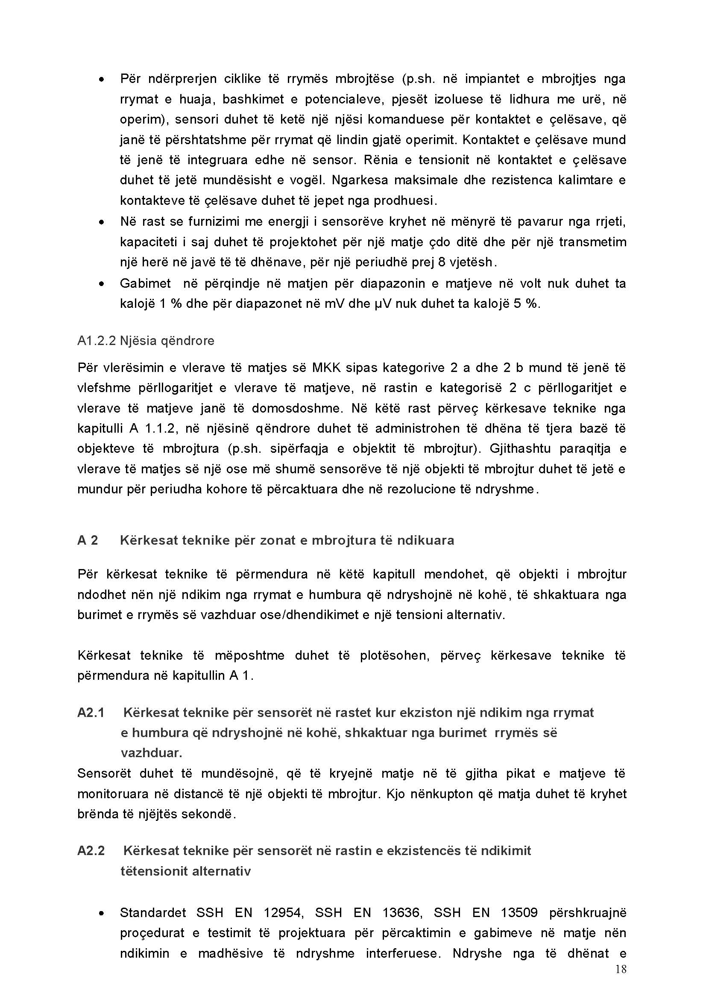 • Për ndërprerjen ciklike të rrymës mbrojtëse (p.sh. në impiantet e mbrojtjes nga
rrymat e huaja, bashkimet e potencialeve, pjesët izoluese të lidhura me urë, në
operim), sensori duhet të ketë një njësi komanduese për kontaktet e çelësave, që
janë të përshtatshme për rrymat që lindin gjatë operimit. Kontaktet e çelësave mund
të jenë të integruara edhe në sensor. Rënia e tensionit në kontaktet e çelësave
duhet të jetë mundësisht e vogël. Ngarkesa maksimale dhe rezistenca kalimtare e
kontakteve të çelësave duhet të jepet nga prodhuesi.
• Në rast se furnizimi me energji i sensorëve kryhet në mënyrë të pavarur nga rrjeti,
kapaciteti i saj duhet të projektohet për një matje çdo ditë dhe për një transmetim
një herë në javë të të dhënave, për një periudhë prej 8 vjetësh.
• Gabimet në përqindje në matjen për diapazonin e matjeve në volt nuk duhet ta
kalojë 1 % dhe për diapazonet në mV dhe µV nuk duhet ta kalojë 5 %.
A1.2.2 Njësia qëndrore
Për vlerësimin e vlerave të matjes së MKK sipas kategorive 2 a dhe 2 b mund të jenë të
vlefshme përllogaritjet e vlerave të matjeve, në rastin e kategorisë 2 c përllogaritjet e
vlerave të matjeve janë të domosdoshme. Në këtë rast përveç kërkesave teknike nga
kapitulli A 1.1.2, në njësinë qëndrore duhet të administrohen të dhëna të tjera bazë të
objekteve të mbrojtura (p.sh. sipërfaqja e objektit të mbrojtur). Gjithashtu paraqitja e
vlerave të matjes së një ose më shumë sensorëve të një objekti të mbrojtur duhet të jetë e
mundur për periudha kohore të përcaktuara dhe në rezolucione të ndryshme.
A 2 Kërkesat teknike për zonat e mbrojtura të ndikuara
Për kërkesat teknike të përmendura në këtë kapitull mendohet, që objekti i mbrojtur
ndodhet nën një ndikim nga rrymat e humbura që ndryshojnë në kohë, të shkaktuara nga
burimet e rrymës së vazhduar ose/dhendikimet e një tensioni alternativ.
Kërkesat teknike të mëposhtme duhet të plotësohen, përveç kërkesave teknike të
përmendura në kapitullin A 1.
A2.1 Kërkesat teknike për sensorët në rastet kur ekziston një ndikim nga rrymat
e humbura që ndryshojnë në kohë, shkaktuar nga burimet rrymës së
vazhduar.
Sensorët duhet të mundësojnë, që të kryejnë matje në të gjitha pikat e matjeve të
monitoruara në distancë të një objekti të mbrojtur. Kjo nënkupton që matja duhet të kryhet
brënda të njëjtës sekondë.
A2.2 Kërkesat teknike për sensorët në rastin e ekzistencës të ndikimit
tëtensionit alternativ
• Standardet SSH EN 12954, SSH EN 13636, SSH EN 13509 përshkruajnë
proçedurat e testimit të projektuara për përcaktimin e gabimeve në matje nën
ndikimin e madhësive të ndryshme interferuese. Ndryshe nga të dhënat e
18